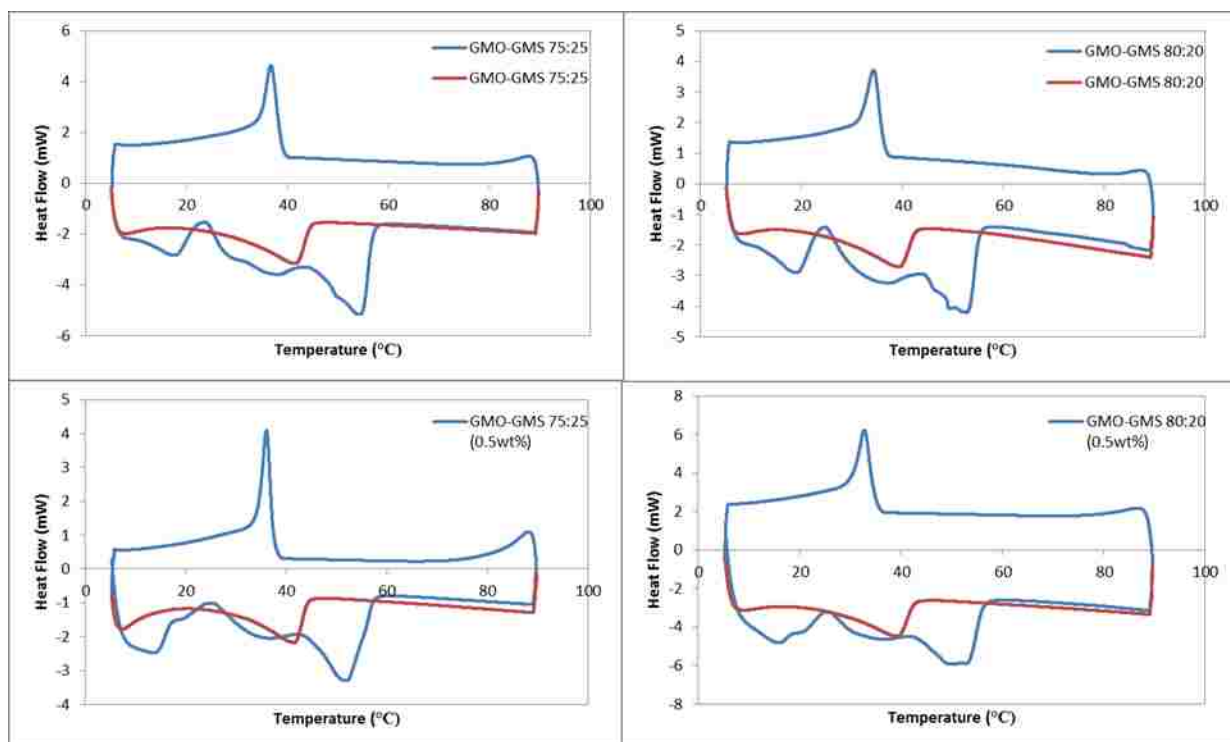 6
4
2
0
-2
-4
-6
0 20 40 60 80 100
Heat Flow (mW)
Temperature (°C)
GMO-GMS 75:25
GMO-GMS 75:25
5
4
3
2
1
0
-1
-2
-3
-4
-5
0 20 40 60 80 100
Heat Flow (mW)
Temperature (°C)
GMO-GMS 80:20
GMO-GMS 80:20
5
4
3
2
1
0
-1
-2
-3
-4
0 20 40 60 80 100
Heat Flow (mW)
Temperature (°C)
GMO-GMS 75:25
(0.5wt%)
8
6
4
2
0
-2
-4
-6
-8
0 20 40 60 80 100
Heat Flow (mW)
Temperature (°C)
GMO-GMS 80:20
(0.5wt%)